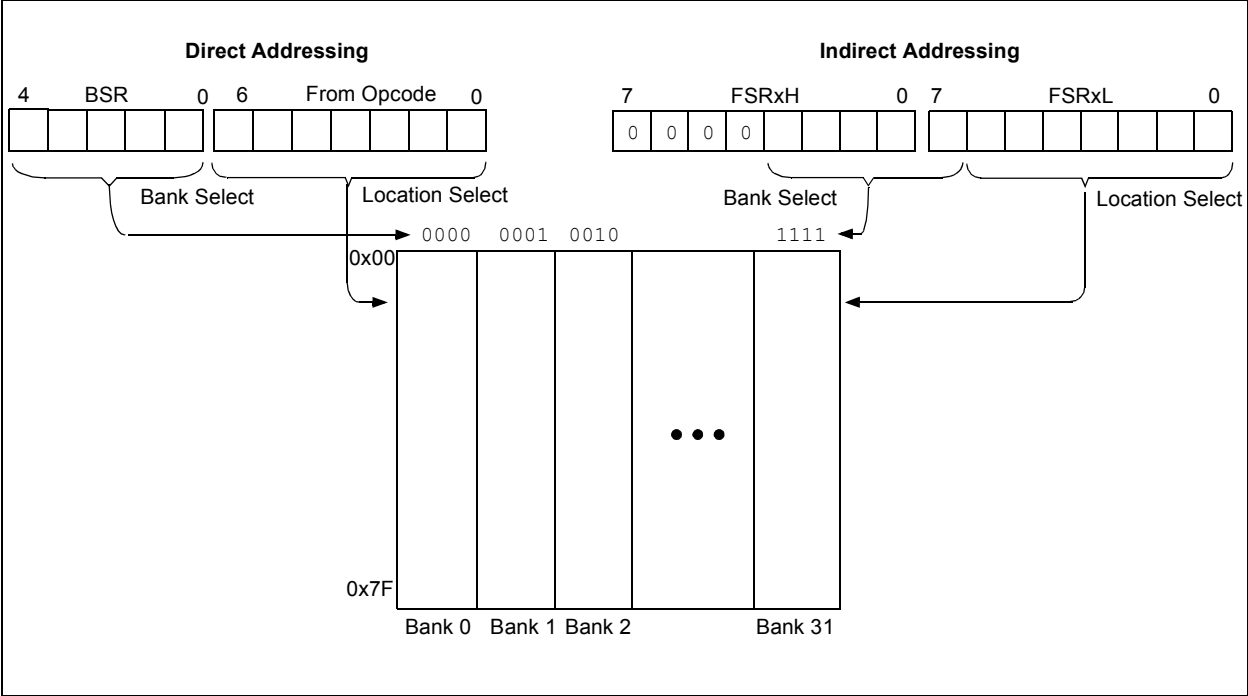 Direct Addressing
Indirect Addressing
4 BSR 0 6 From Opcode 0
7 FSRxH 0 7 FSRxL 0
0 0 0 0
Bank Select
Location Select
Bank Select
Location Select
0000 0001 0010 1111
0x00
0x7F
Bank 0 Bank 1 Bank 2 Bank 31